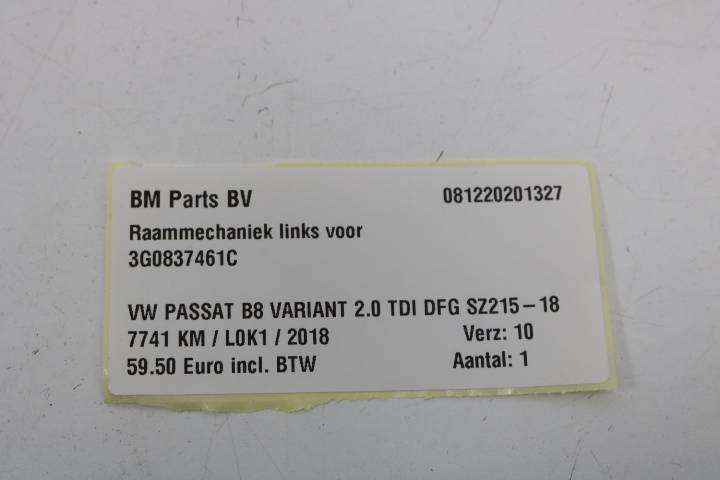 BM Parts BV 081220201327
Raammechaniek links voor
3G0837461C
VW PASSAT B8 VARIANT 2.0 TDI DFG SZ215-18
7741 KM / L0K1 / 2018 Verz: 10
59.50 Euro incl. BTW Aantal: 1